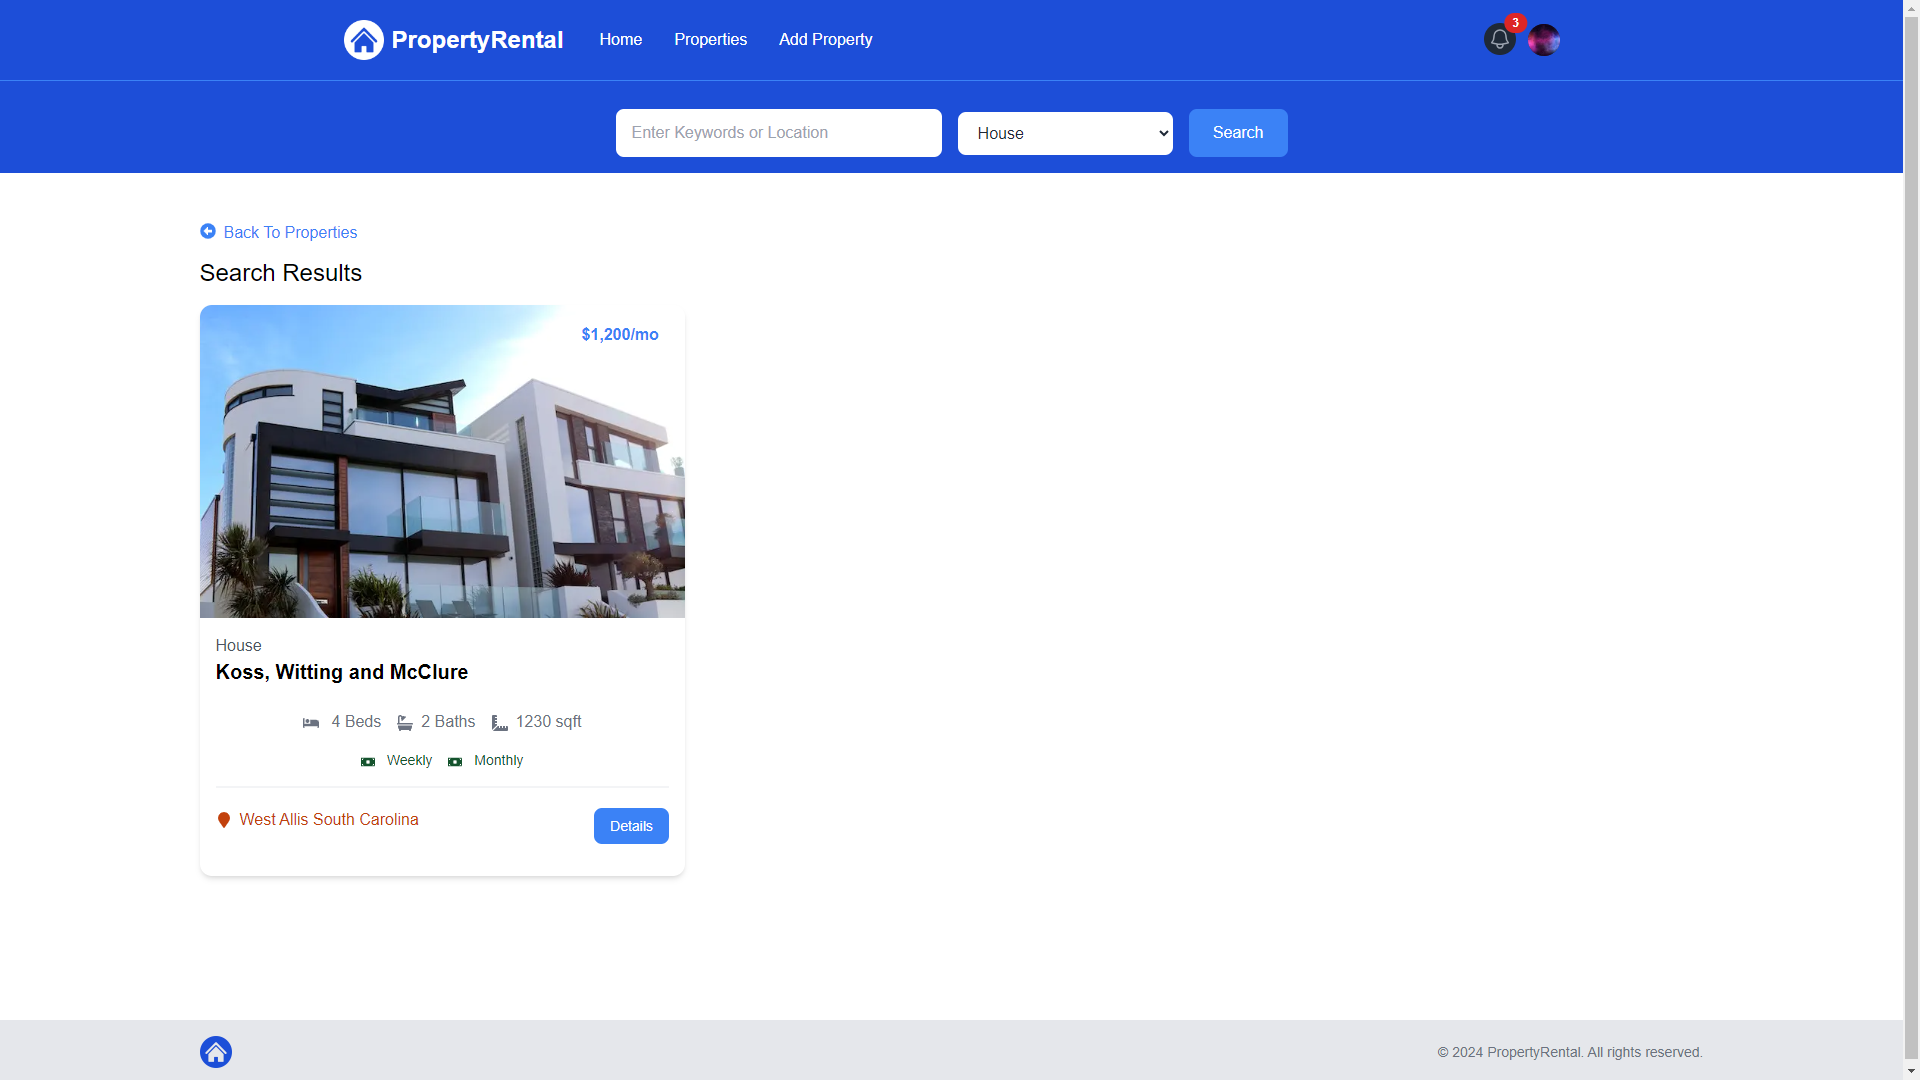 PropertyRental
Home
Properties
Add Property
3
Enter Keywords or Location
House
Search
Back To Properties
Search Results
$1,200/mo
House
Koss, Witting and McClure
4 Beds
2 Baths
1230 sqft
Weekly
Monthly
West Allis South Carolina
Details
© 2024 PropertyRental. All rights reserved.